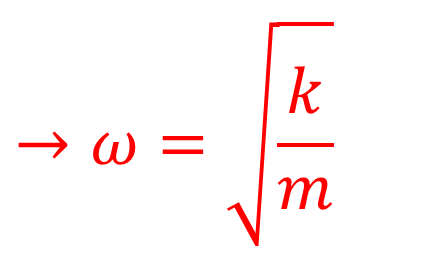 → ω = √(k/m)